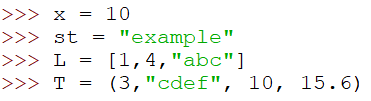 >>> x = 10
>>> st = "example"
>>> L = [1,4,"abc"]
>>> T = (3,"cdef", 10, 15.6)